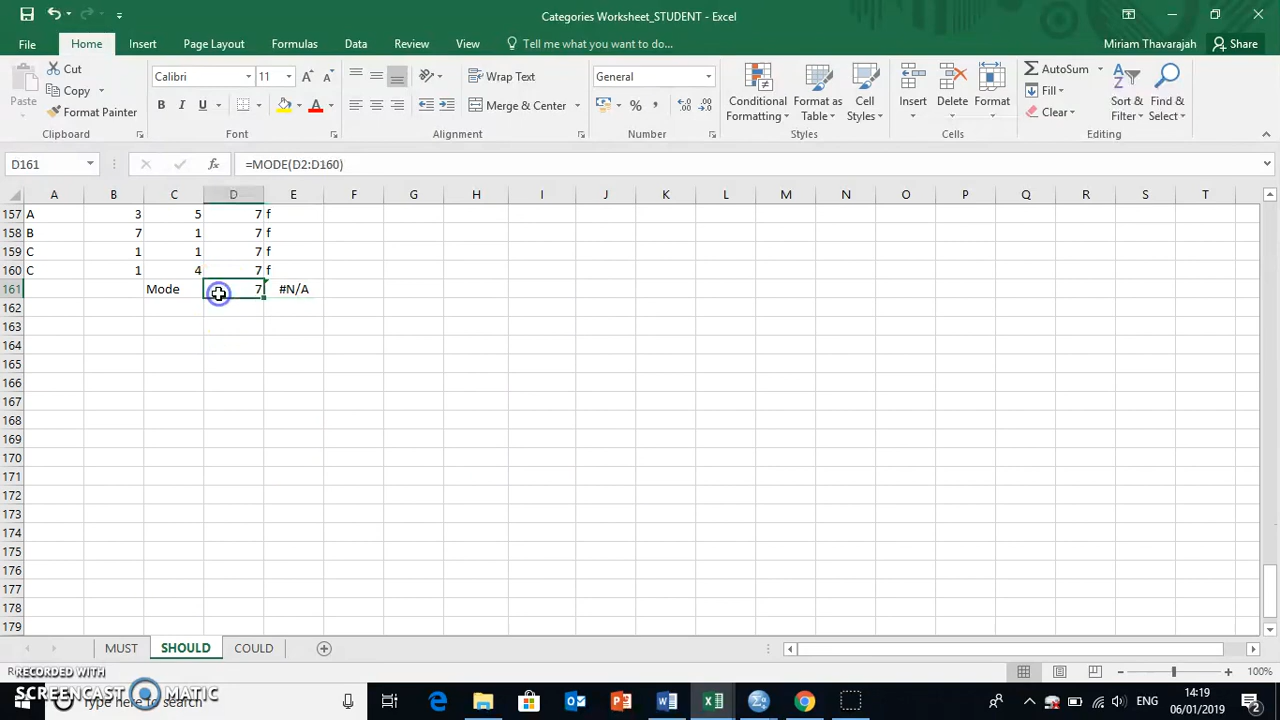 Categories Worksheet_STUDENT - Excel
File Home Insert Page Layout Formulas Data Review View Tell me what you want to do... Miriam Thavarajah Share
Paste Cut Copy Format Painter
Calibri 11 A A B I U A
Wrap Text
Merge & Center
General
% ,
Conditional Formatting Format as Table Cell Styles
Insert Delete Format
AutoSum
Fill
Clear
Sort & Filter Find & Select
Clipboard Font Alignment Number Styles Cells Editing
D161 fx =MODE(D2:D160)
A B C D E F G H I J K L M N O P Q R S T
157 A 3 5 7 f
158 B 7 1 7 f
159 C 1 1 7 f
160 C 1 4 7 f
161 Mode 7 #N/A
162
163
164
165
166
167
168
169
170
171
172
173
174
175
176
177
178
179
MUST SHOULD COULD
100%
RECORDED WITH
SCREENCAST MATIC
Type here to search
ENG
14:19
06/01/2019
2